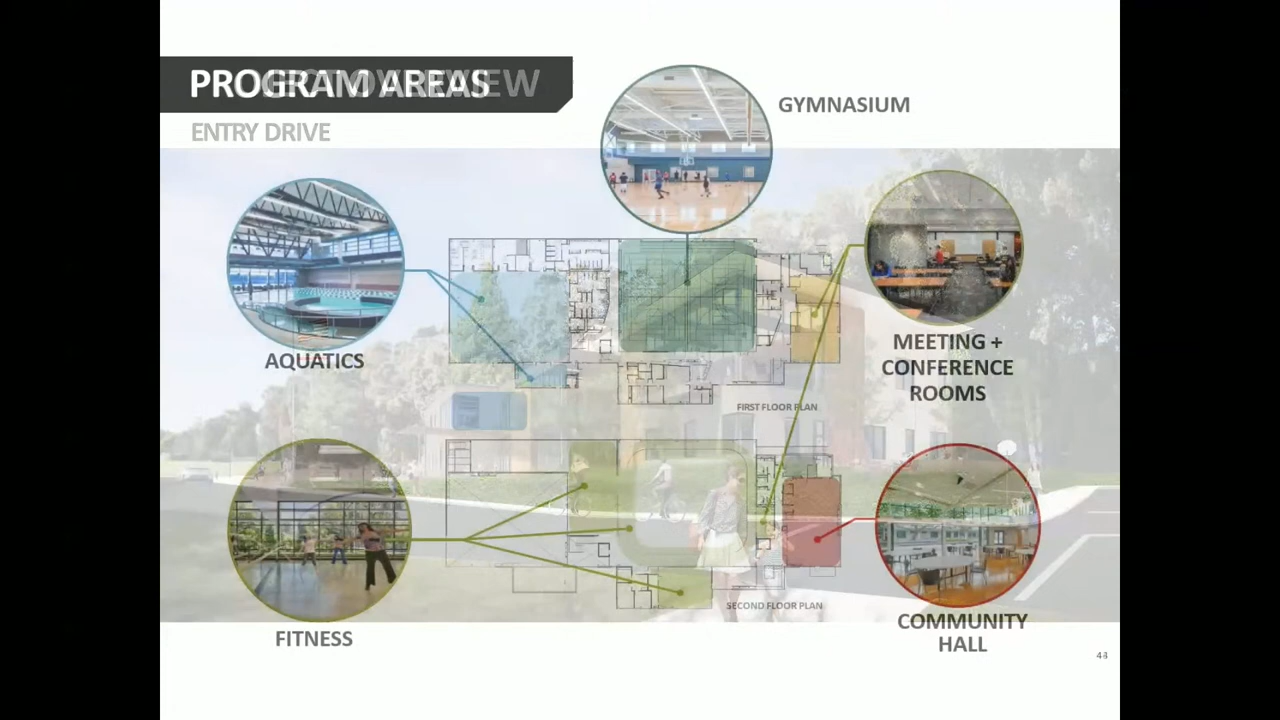 PROGRAM AREAS
ENTRY DRIVE
GYMNASIUM
AQUATICS
MEETING +
CONFERENCE
ROOMS
FIRST FLOOR PLAN
FITNESS
SECOND FLOOR PLAN
COMMUNITY
HALL